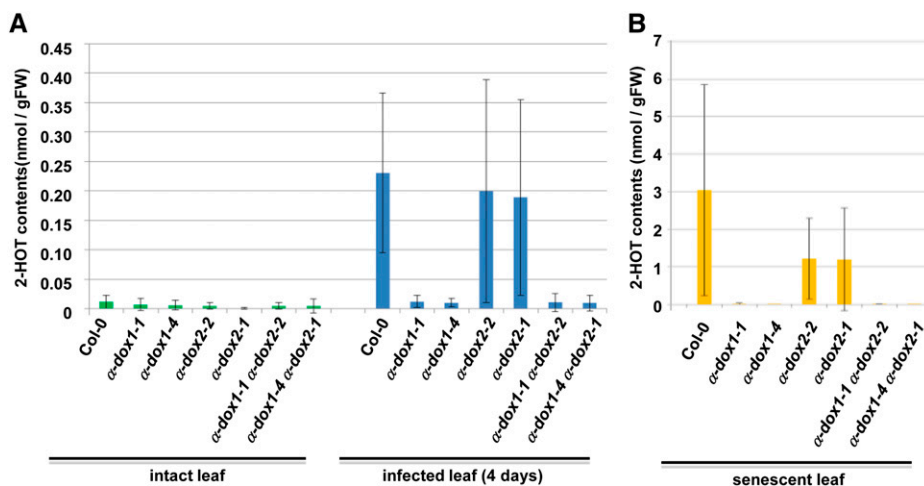 A
2-HOT contents(nmol / gFW)
0.45
0.40
0.35
0.30
0.25
0.20
0.15
0.10
0.05
0
Col-0
α-dox1-1
α-dox1-4
α-dox2-2
α-dox2-1
α-dox1-1 α-dox2-2
α-dox1-4 α-dox2-1
intact leaf
Col-0
α-dox1-1
α-dox1-4
α-dox2-2
α-dox2-1
α-dox1-1 α-dox2-2
α-dox1-4 α-dox2-1
infected leaf (4 days)
B
2-HOT contents (nmol / gFW)
7
6
5
4
3
2
1
0
Col-0
α-dox1-1
α-dox1-4
α-dox2-2
α-dox2-1
α-dox1-1 α-dox2-2
α-dox1-4 α-dox2-1
senescent leaf